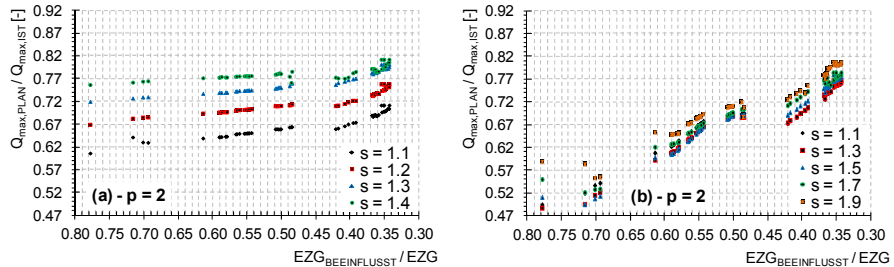 Q_max,PLAN / Q_max,IST [-]
0.92
0.87
0.82
0.77
0.72
0.67
0.62
0.57
0.52
0.47
(a) - p = 2
s = 1.1
s = 1.2
s = 1.3
s = 1.4
0.80 0.70 0.65 0.60 0.55 0.50 0.45 0.40 0.35 0.30
EZG_BEEINFLUSST / EZG
Q_max,PLAN / Q_max,IST [-]
0.92
0.87
0.82
0.77
0.72
0.67
0.62
0.57
0.52
0.47
(b) - p = 2
s = 1.1
s = 1.3
s = 1.5
s = 1.7
s = 1.9
0.80 0.70 0.65 0.60 0.55 0.50 0.45 0.40 0.35 0.30
EZG_BEEINFLUSST / EZG